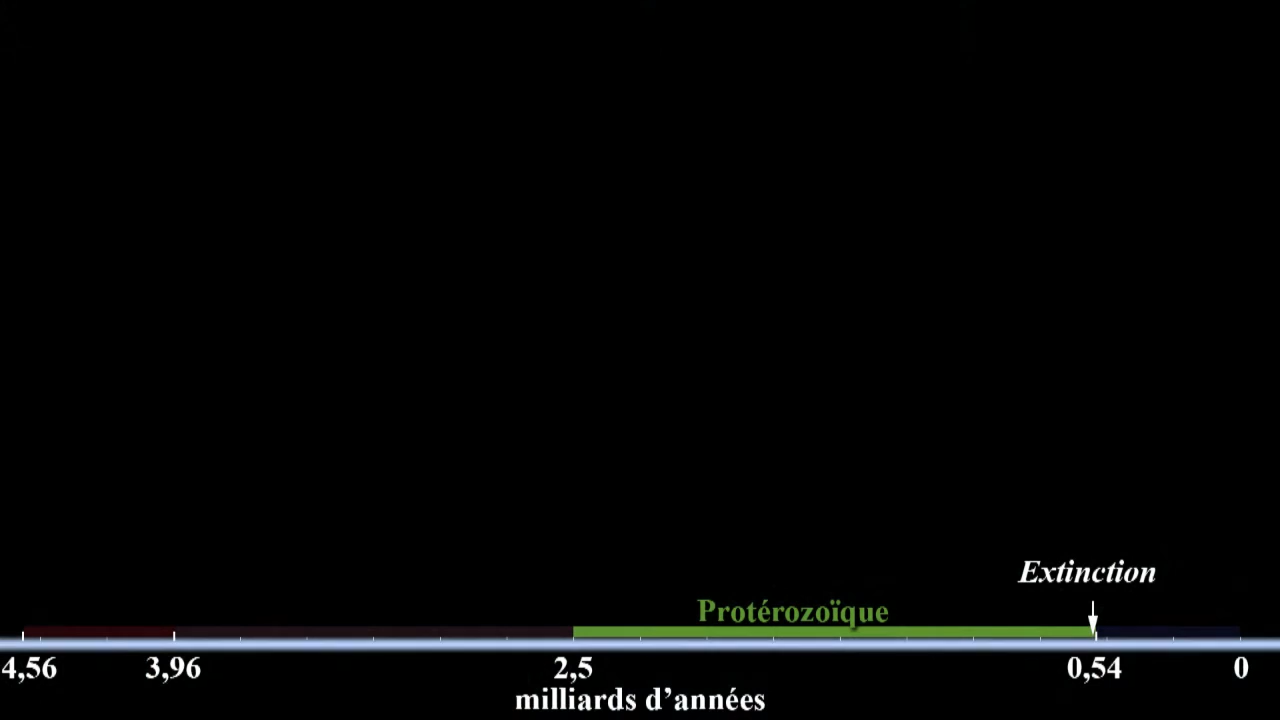 Extinction
Protérozoïque
4,56 3,96 2,5 0,54 0
milliards d’années